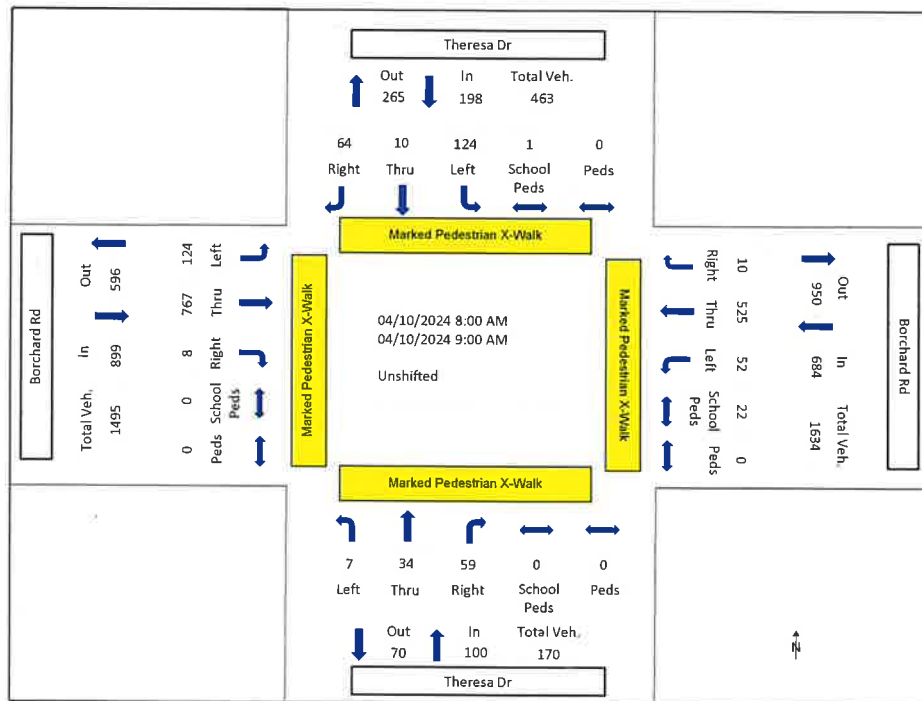 Theresa Dr
Out In Total Veh.
265 198 463
64 10 124 1 0
Right Thru Left School Peds Peds
Marked Pedestrian X-Walk
Borchard Rd
Out In Total Veh.
596 899 1495
124 767 8 0 0
Left Thru Right School Peds Peds
Marked Pedestrian X-Walk
04/10/2024 8:00 AM
04/10/2024 9:00 AM
Unshifted
Marked Pedestrian X-Walk
Right Thru Left School Peds Peds
10 525 52 22 0
Out In Total Veh.
950 684 1634
Borchard Rd
Marked Pedestrian X-Walk
7 34 59 0 0
Left Thru Right School Peds Peds
Out In Total Veh.
70 100 170
Theresa Dr
N